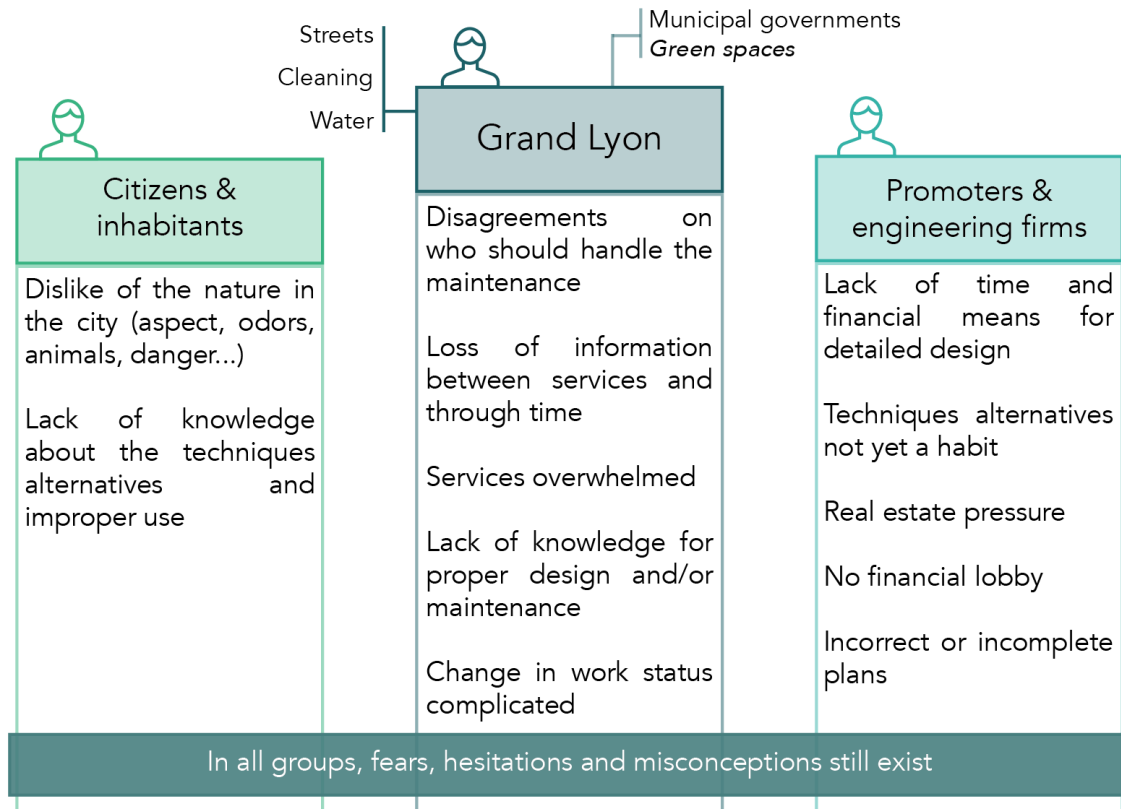 Streets
Cleaning
Water
Municipal governments
Green spaces
Grand Lyon
Citizens &
inhabitants
Promoters &
engineering firms
Dislike of the nature in
the city (aspect, odors,
animals, danger...)
Lack of knowledge
about the techniques
alternatives and
improper use
Disagreements on
who should handle the
maintenance
Loss of information
between services and
through time
Services overwhelmed
Lack of knowledge for
proper design and/or
maintenance
Change in work status
complicated
Lack of time and
financial means for
detailed design
Techniques alternatives
not yet a habit
Real estate pressure
No financial lobby
Incorrect or incomplete
plans
In all groups, fears, hesitations and misconceptions still exist